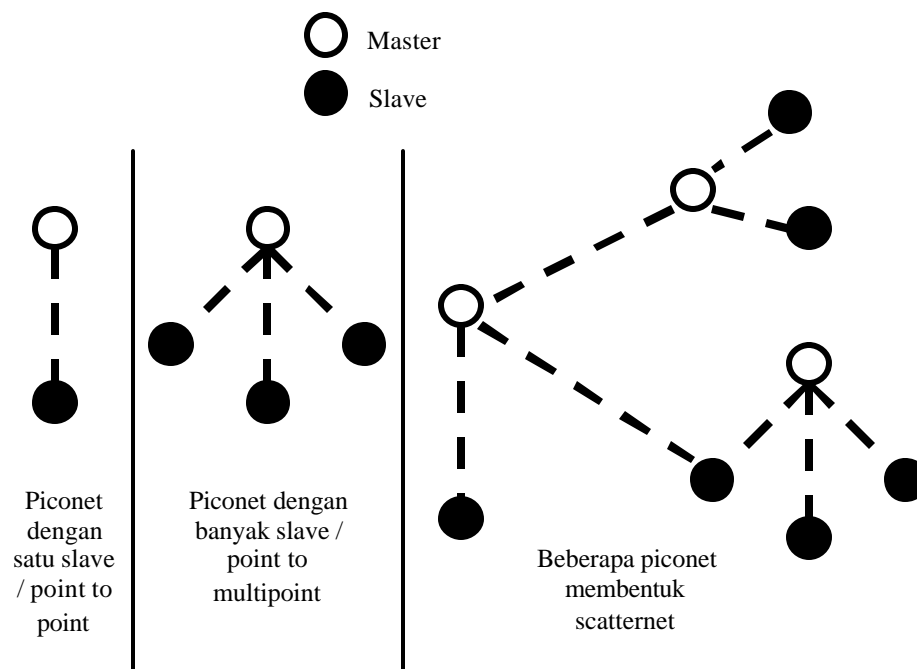 Master
Slave
Piconet
dengan
satu slave
/ point to
point
Piconet dengan
banyak slave /
point to
multipoint
Beberapa piconet
membentuk
scatternet